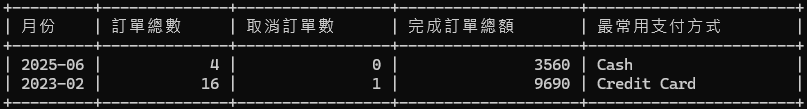 月份 | 訂單總數 | 取消訂單數 | 完成訂單總額 | 最常用支付方式
2025-06 | 4 | 0 | 3560 | Cash
2023-02 | 16 | 1 | 9690 | Credit Card